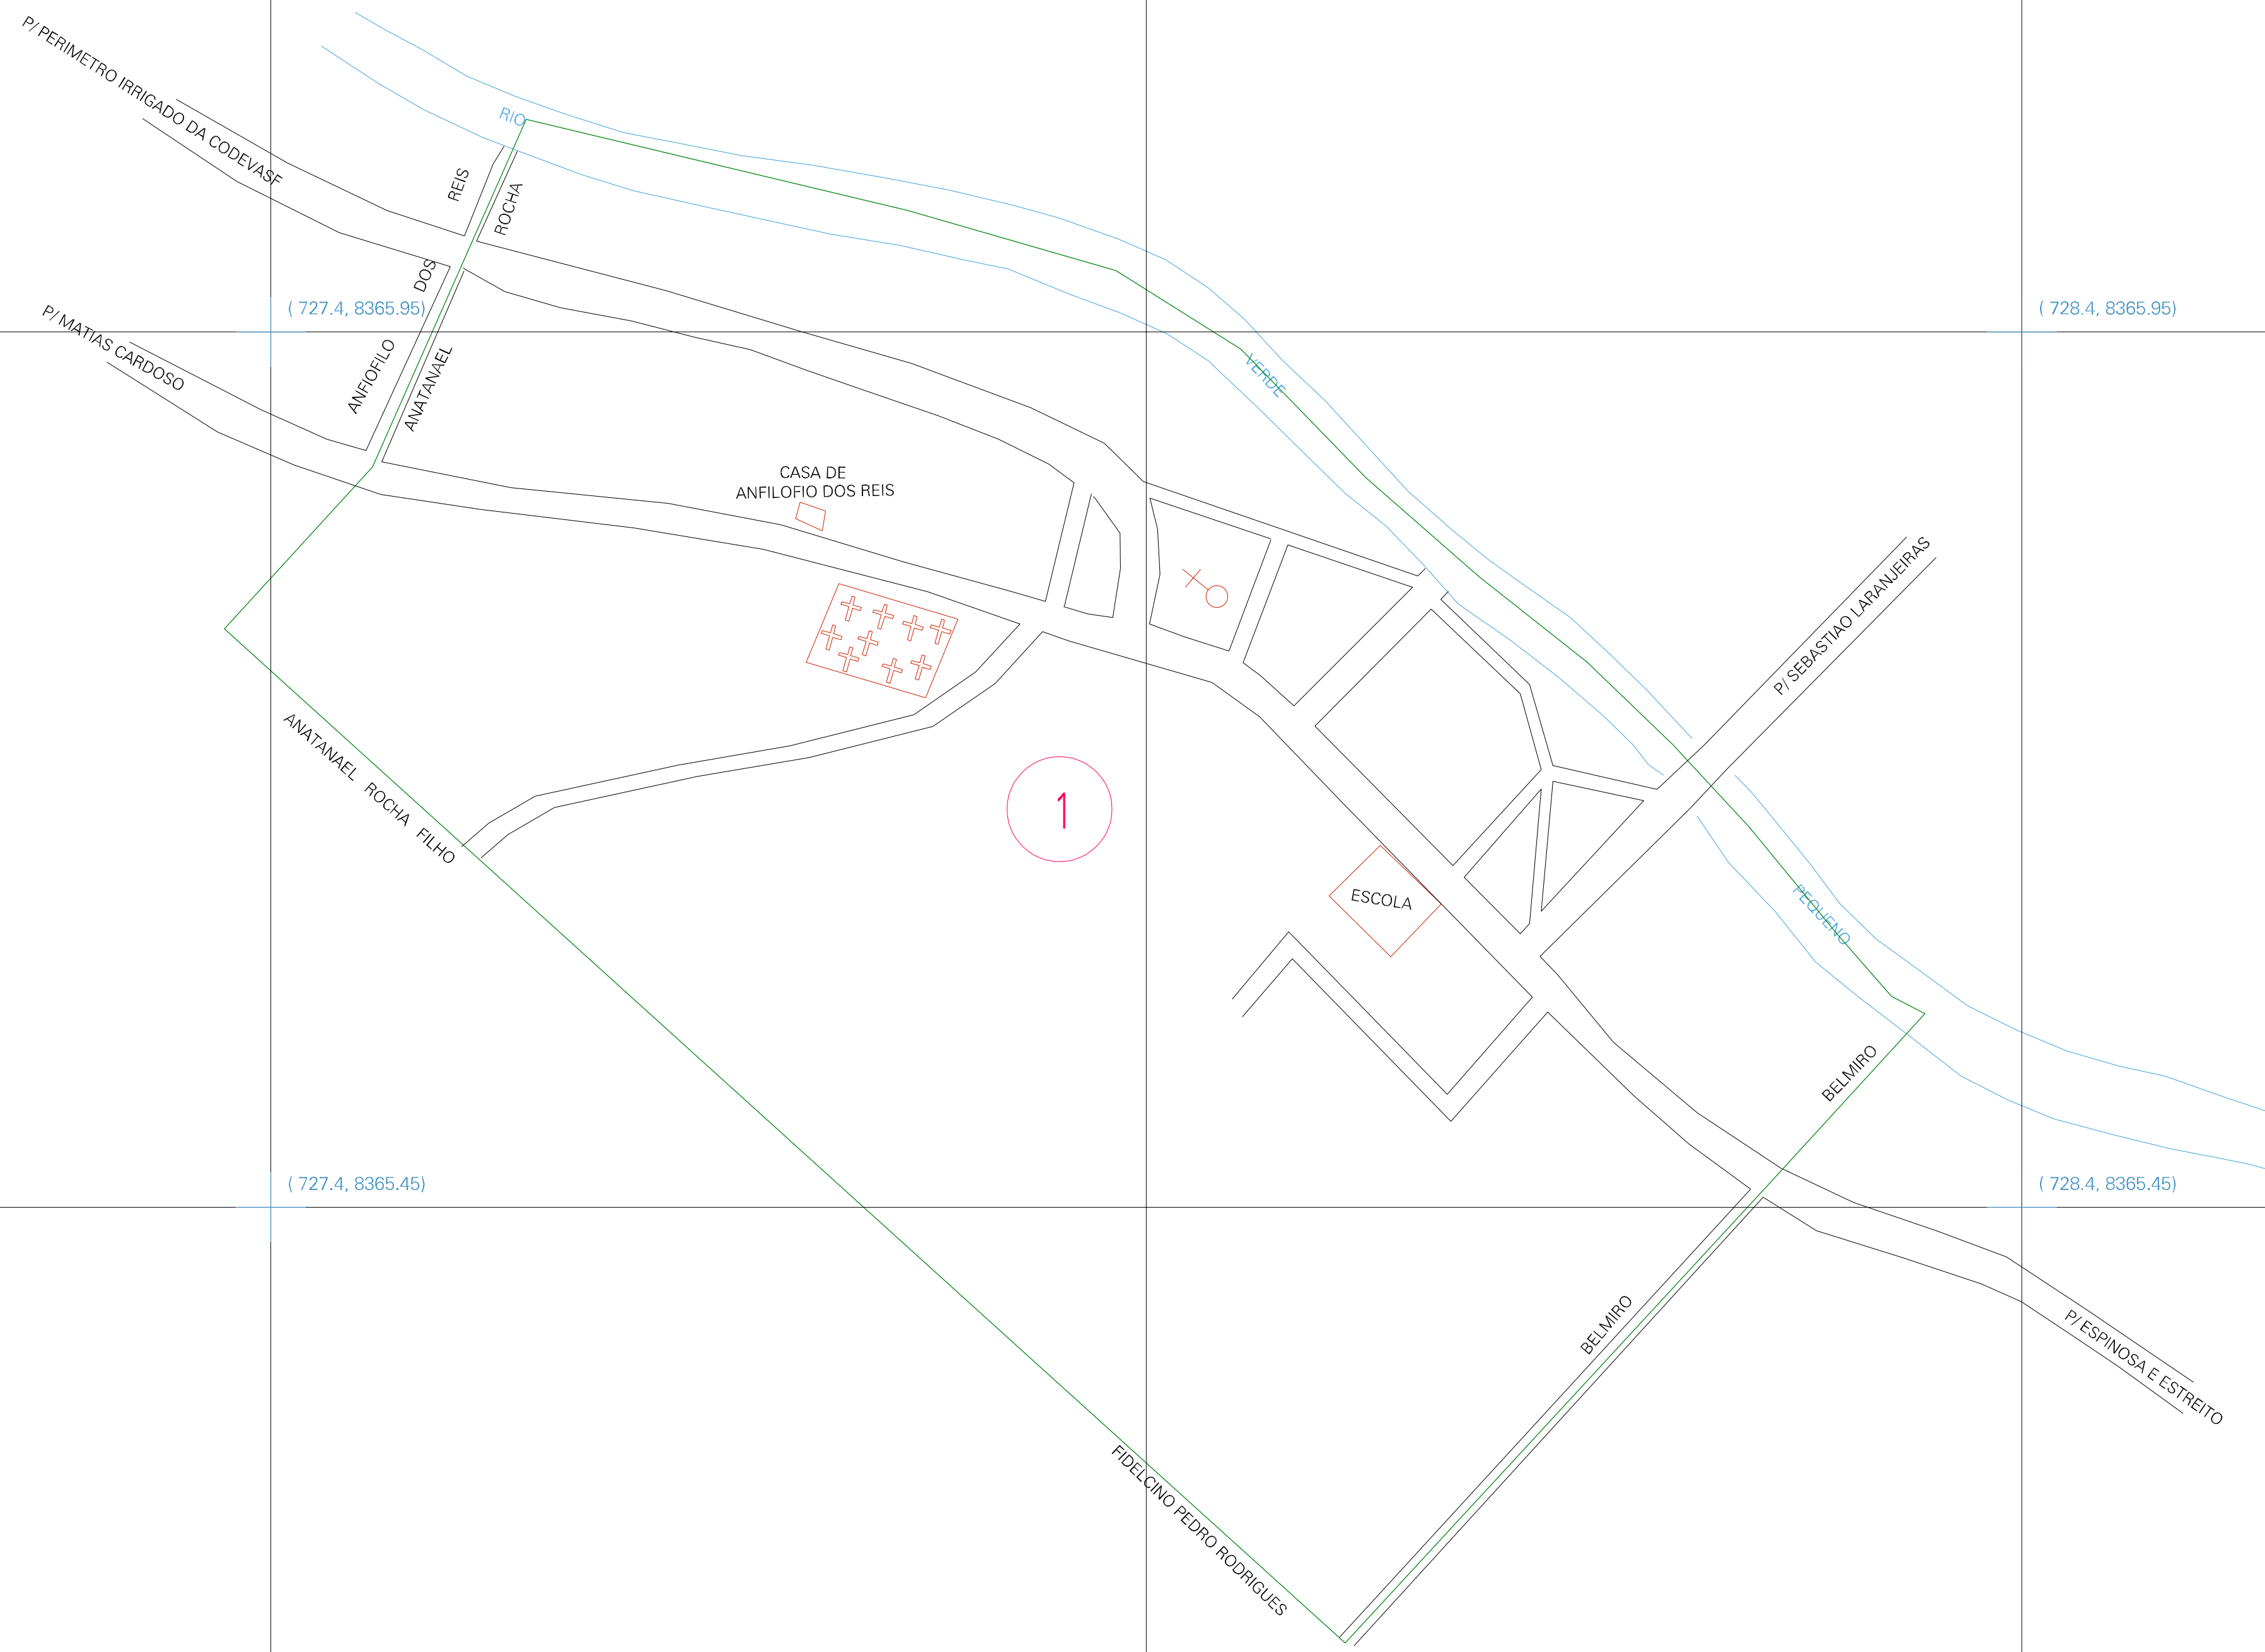 P/ PERIMETRO IRRIGADO DA CODEVASF
RIO
REIS
ROCHA
DOS
( 727.4, 8365.95)
( 728.4, 8365.95)
P/ MATIAS CARDOSO
ANFIOFILO
ANATANAEL
VERDE
CASA DE
ANFILOFIO DOS REIS
P/ SEBASTIAO LARANJEIRAS
ANATANAEL ROCHA FILHO
1
ESCOLA
PEQUENO
BELMIRO
( 727.4, 8365.45)
( 728.4, 8365.45)
BELMIRO
P/ ESPINOSA E ESTREITO
FIDELCINO PEDRO RODRIGUES